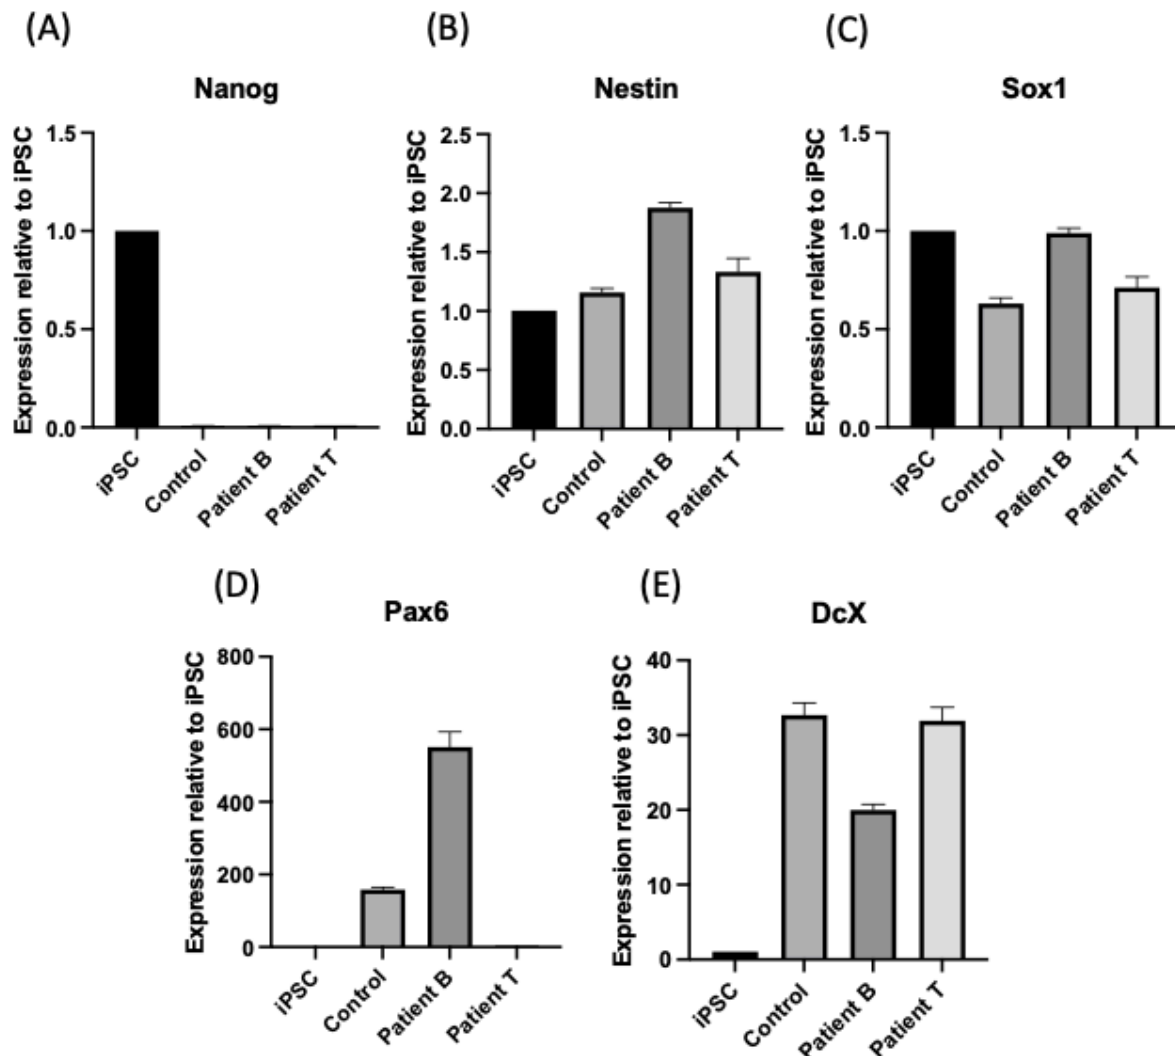 (A)
Nanog
Expression relative to iPSC
1.5
1.0
0.5
0.0
iPSC
Control
Patient B
Patient T
(B)
Nestin
Expression relative to iPSC
2.5
2.0
1.5
1.0
0.5
0.0
iPSC
Control
Patient B
Patient T
(C)
Sox1
Expression relative to iPSC
1.5
1.0
0.5
0.0
iPSC
Control
Patient B
Patient T
(D)
Pax6
Expression relative to iPSC
800
600
400
200
0
iPSC
Control
Patient B
Patient T
(E)
DcX
Expression relative to iPSC
40
30
20
10
0
iPSC
Control
Patient B
Patient T